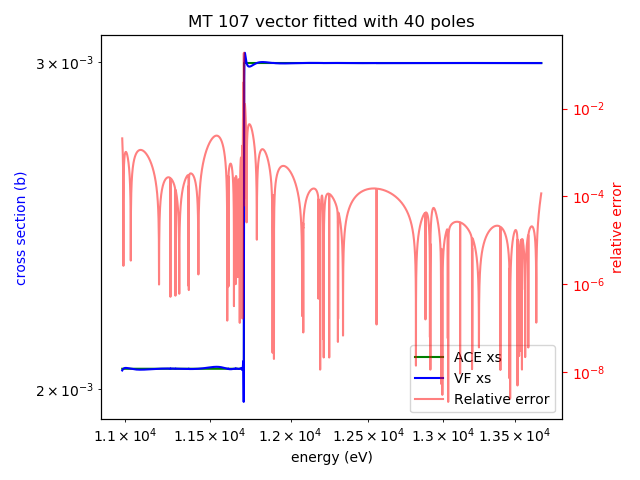 MT 107 vector fitted with 40 poles
3 × 10⁻³
2 × 10⁻³
cross section (b)
10⁻²
10⁻⁴
10⁻⁶
10⁻⁸
relative error
ACE xs
VF xs
Relative error
1.1 × 10⁴ 1.15 × 10⁴ 1.2 × 10⁴ 1.25 × 10⁴ 1.3 × 10⁴ 1.35 × 10⁴
energy (eV)